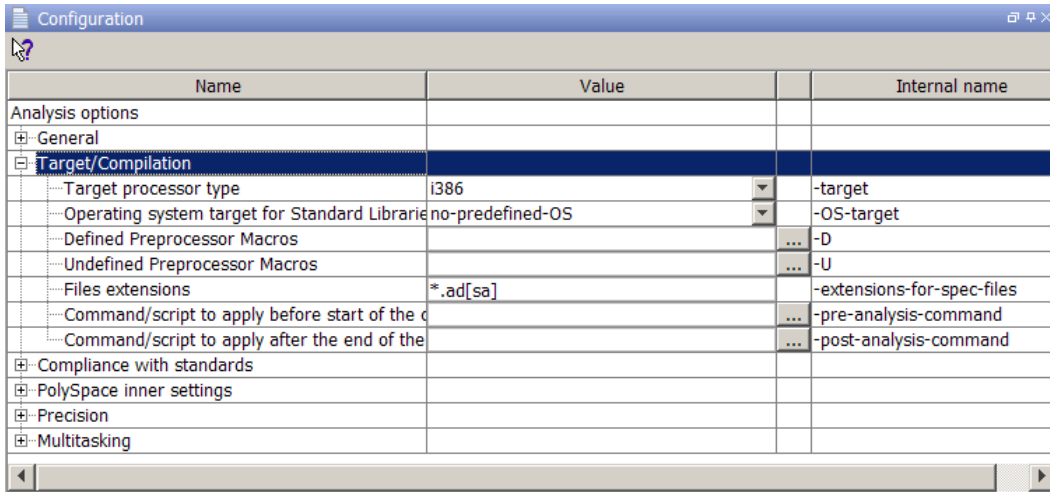 Configuration
Name Value Internal name
Analysis options
General
Target/Compilation
Target processor type i386 -target
Operating system target for Standard Librarie no-predefined-OS -OS-target
Defined Preprocessor Macros ... -D
Undefined Preprocessor Macros ... -U
Files extensions *.ad[sa] -extensions-for-spec-files
Command/script to apply before start of the c ... -pre-analysis-command
Command/script to apply after the end of the ... -post-analysis-command
Compliance with standards
PolySpace inner settings
Precision
Multitasking